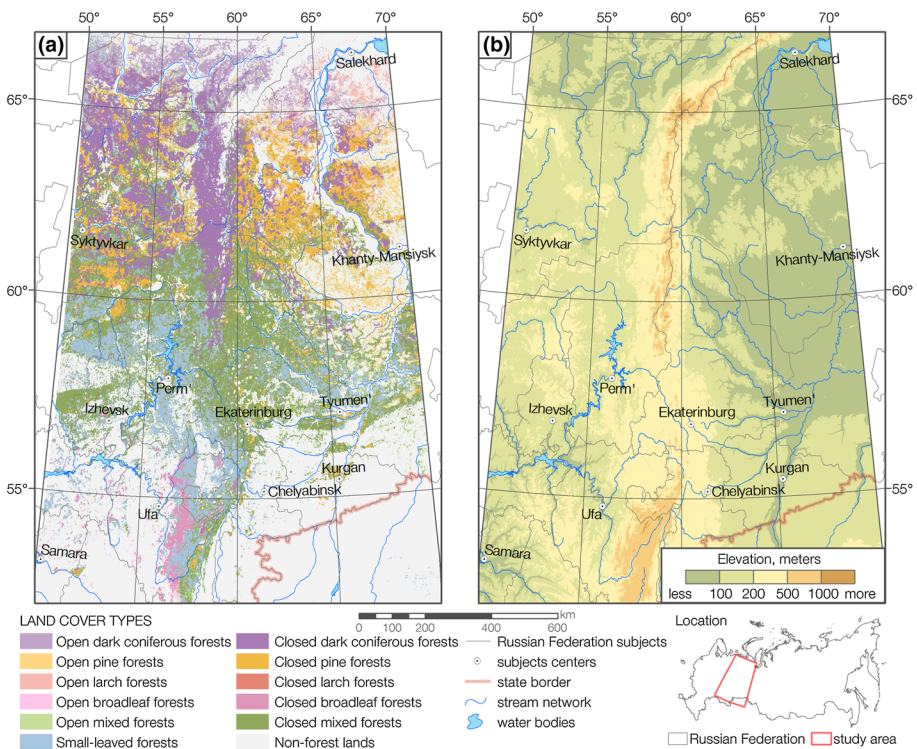 50° 55° 60° 65° 70° 50° 55° 60° 65° 70°
(a) (b)
Salekhard Salekhard
65° 65°
Syktyvkar Syktyvkar
Khanty-Mansiysk Khanty-Mansiysk
60° 60°
Perm' Perm'
Izhevsk Ekaterinburg Tyumen' Izhevsk Ekaterinburg Tyumen'
Kurgan Kurgan
55° Chelyabinsk Chelyabinsk 55°
Ufa Ufa
Samara Samara
Elevation, meters
less 100 200 500 1000 more
LAND COVER TYPES
Open dark coniferous forests
Open pine forests
Open larch forests
Open broadleaf forests
Open mixed forests
Small-leaved forests
Closed dark coniferous forests
Closed pine forests
Closed larch forests
Closed broadleaf forests
Closed mixed forests
Non-forest lands
km
0 100 200 400 600
Russian Federation subjects
subjects centers
state border
stream network
water bodies
Location
Russian Federation study area